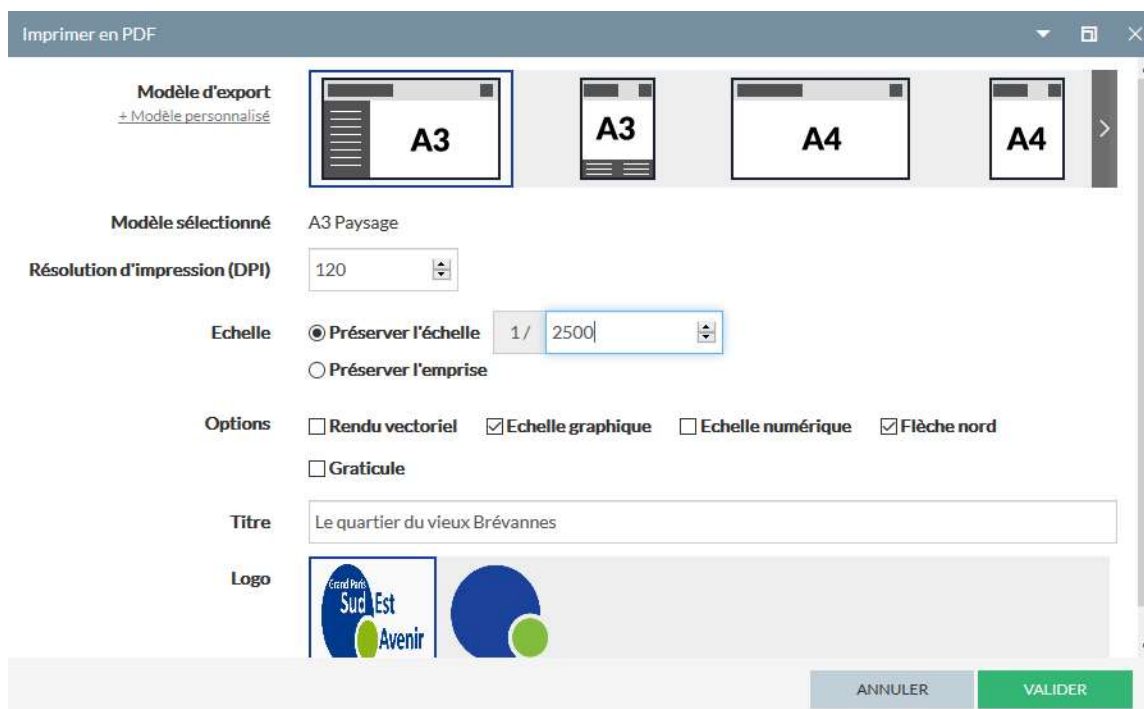 Imprimer en PDF
Modèle d'export
+ Modèle personnalisé
A3
A3
A4
A4
Modèle sélectionné A3 Paysage
Résolution d'impression (DPI) 120
Echelle Préserver l'échelle 1 / 2500
Préserver l'emprise
Options Rendu vectoriel Echelle graphique Echelle numérique Flèche nord
Graticule
Titre Le quartier du vieux Brévannes
Logo
Grand Paris
Sud Est
Avenir
ANNULER VALIDER